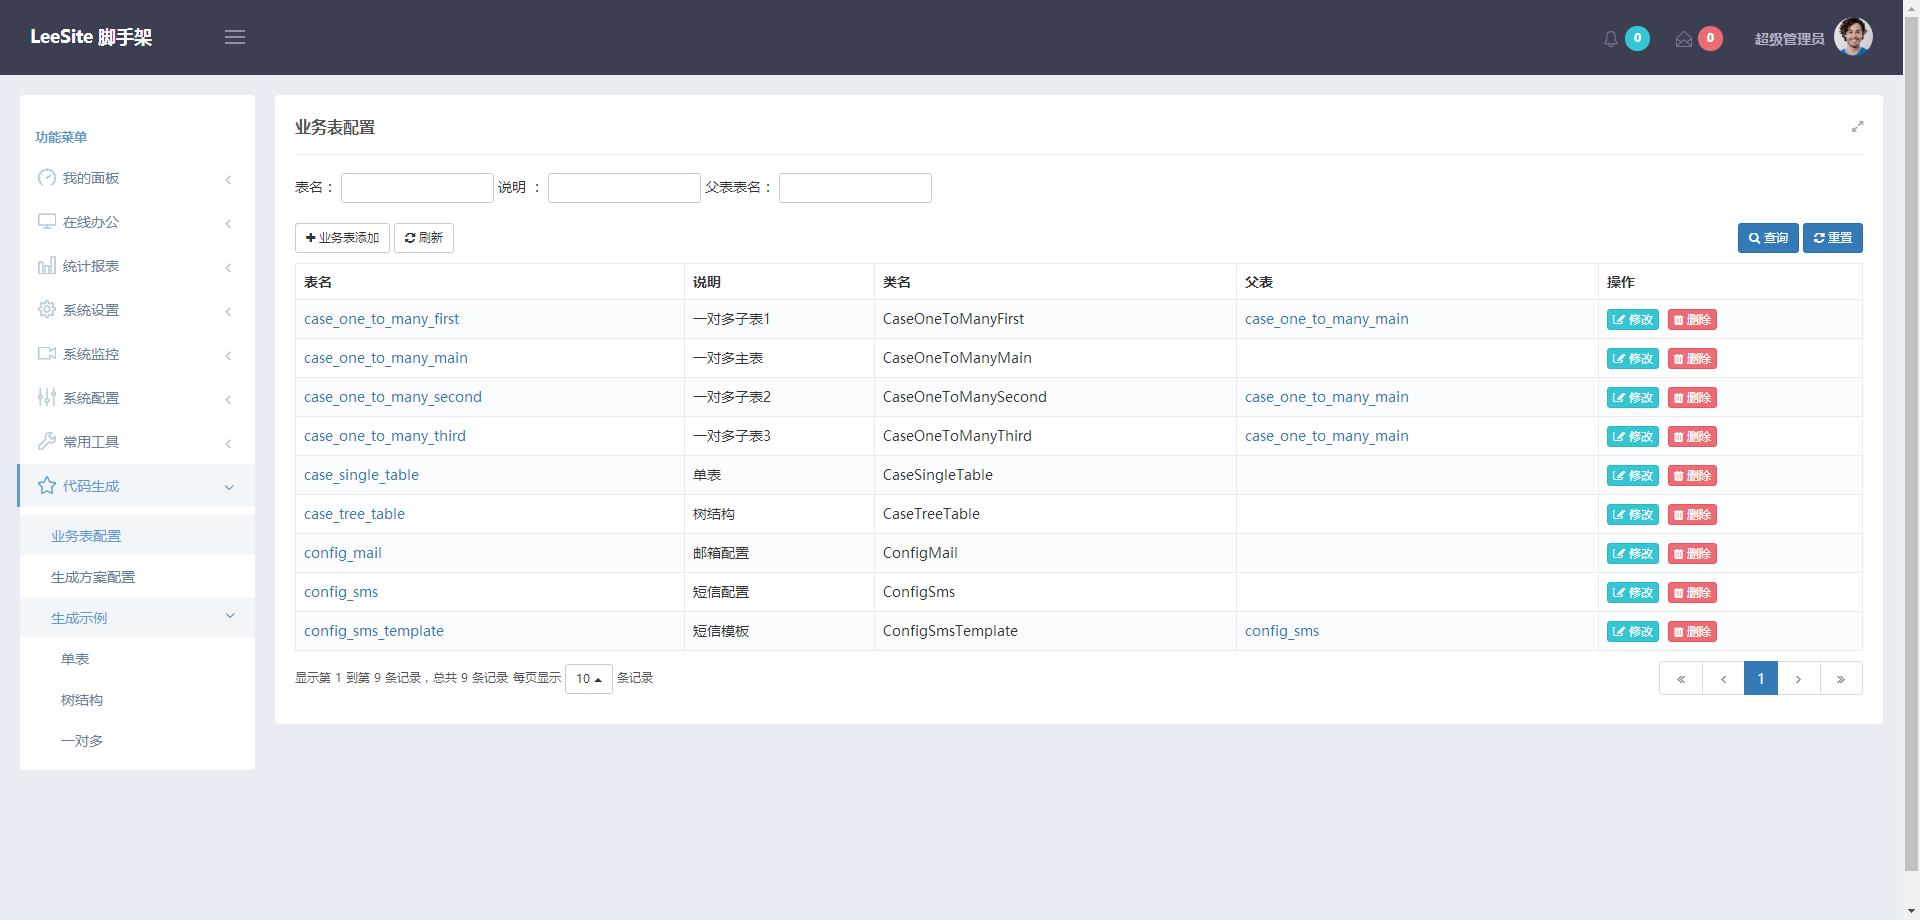 LeeSite 脚手架
0
0
超级管理员
功能菜单
我的面板
在线办公
统计报表
系统设置
系统监控
系统配置
常用工具
代码生成
业务表配置
生成方案配置
生成示例
单表
树结构
一对多
业务表配置
表名： 说明 ： 父表表名：
业务表添加 刷新 查询 重置
表名 说明 类名 父表 操作
case_one_to_many_first 一对多子表1 CaseOneToManyFirst case_one_to_many_main 修改 删除
case_one_to_many_main 一对多主表 CaseOneToManyMain 修改 删除
case_one_to_many_second 一对多子表2 CaseOneToManySecond case_one_to_many_main 修改 删除
case_one_to_many_third 一对多子表3 CaseOneToManyThird case_one_to_many_main 修改 删除
case_single_table 单表 CaseSingleTable 修改 删除
case_tree_table 树结构 CaseTreeTable 修改 删除
config_mail 邮箱配置 ConfigMail 修改 删除
config_sms 短信配置 ConfigSms 修改 删除
config_sms_template 短信模板 ConfigSmsTemplate config_sms 修改 删除
显示第 1 到第 9 条记录，总共 9 条记录 每页显示 10 条记录 « ‹ 1 › »